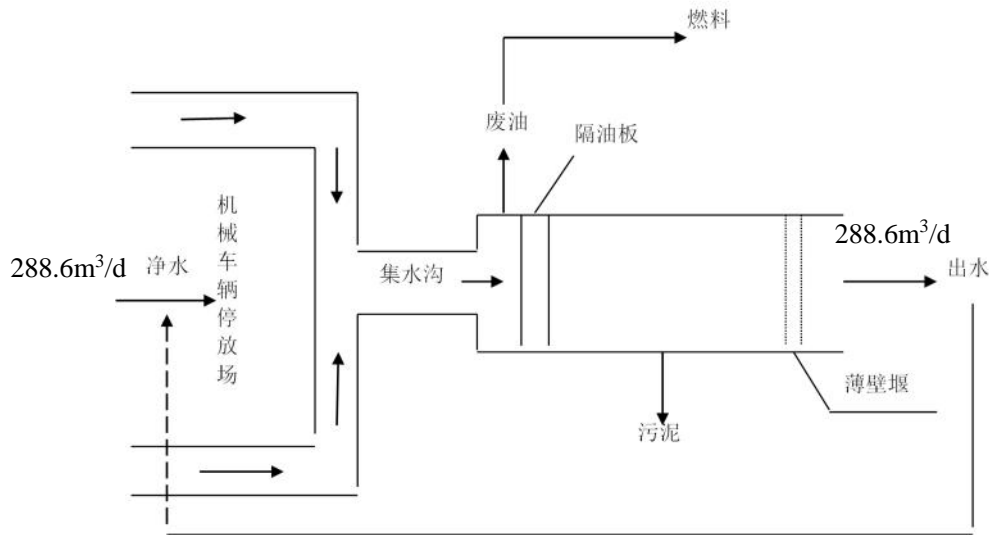 燃料
废油
隔油板
机械车辆停放场
288.6m³/d
净水
集水沟
288.6m³/d
出水
薄壁堰
污泥